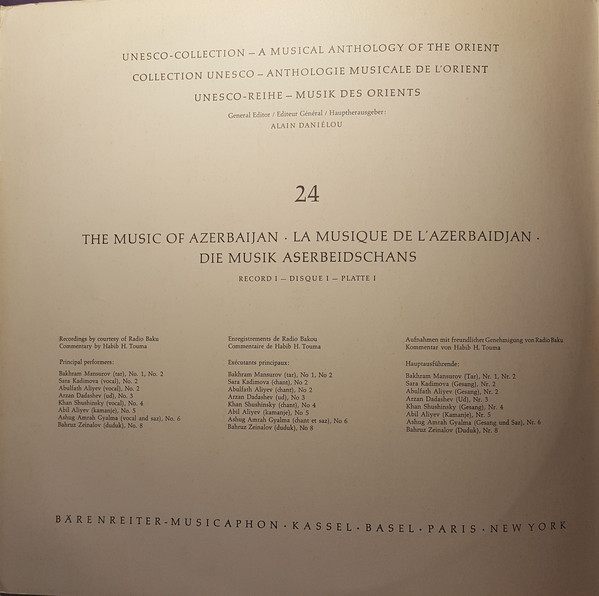 UNESCO-COLLECTION – A MUSICAL ANTHOLOGY OF THE ORIENT
COLLECTION UNESCO – ANTHOLOGIE MUSICALE DE L'ORIENT
UNESCO-REIHE – MUSIK DES ORIENTS
General Editor / Editeur Général / Hauptherausgeber:
ALAIN DANIÉLOU
24
THE MUSIC OF AZERBAIJAN · LA MUSIQUE DE L'AZERBAIDJAN ·
DIE MUSIK ASERBEIDSCHANS
RECORD I – DISQUE I – PLATTE I
Recordings by courtesy of Radio Baku
Commentary by Habib H. Touma
Principal performers:
Bakhram Mansurov (tar), No. 1, No. 2
Sara Kadimova (vocal), No. 2
Abulfath Aliyev (vocal), No. 2
Arzan Dadashev (ud), No. 3
Khan Shushinsky (vocal), No. 4
Abil Aliyev (kamanje), No. 5
Ashug Amrah Gyalma (vocal and saz), No. 6
Bahruz Zeinalov (duduk), No. 8
Enregistrements de Radio Bakou
Commentaire de Habib H. Touma
Exécutants principaux:
Bakhram Mansurov (tar), No 1, No 2
Sara Kadimova (chant), No 2
Abulfath Aliyev (chant), No 2
Arzan Dadashev (ud), No 3
Khan Shushinsky (chant), No 4
Abil Aliyev (kamanje), No 5
Ashug Amrah Gyalma (chant et saz), No 6
Bahruz Zeinalov (duduk), No 8
Aufnahmen mit freundlicher Genehmigung von Radio Baku
Kommentar von Habib H. Touma
Hauptausführende:
Bakhram Mansurov (Tar), Nr. 1, Nr. 2
Sara Kadimova (Gesang), Nr. 2
Abulfath Aliyev (Gesang), Nr. 2
Arzan Dadashev (Ud), Nr. 3
Khan Shushinsky (Gesang), Nr. 4
Abil Aliyev (Kamanje), Nr. 5
Ashug Amrah Gyalma (Gesang und Saz), Nr. 6
Bahruz Zeinalov (Duduk), Nr. 8
BÄRENREITER-MUSICAPHON · KASSEL · BASEL · PARIS · NEW YORK